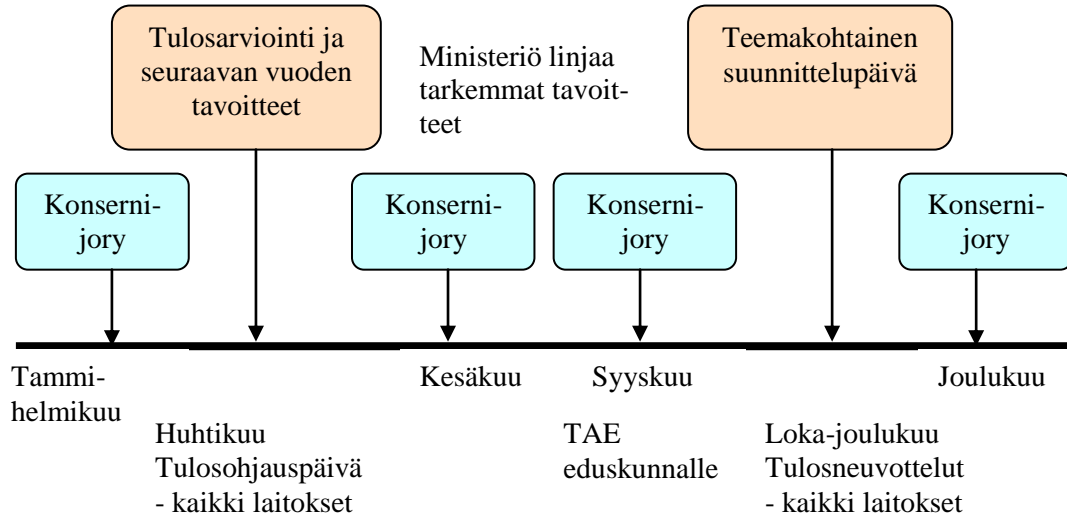 Tulosarviointi ja
seuraavan vuoden
tavoitteet
Ministeriö linjaa
tarkemmat tavoit-
teet
Teemakohtainen
suunnittelupäivä
Konserni-
jory
Konserni-
jory
Konserni-
jory
Konserni-
jory
Tammi-
helmikuu
Kesäkuu
Syyskuu
Joulukuu
Huhtikuu
Tulosohjauspäivä
- kaikki laitokset
TAE
eduskunnalle
Loka-joulukuu
Tulosneuvottelut
- kaikki laitokset